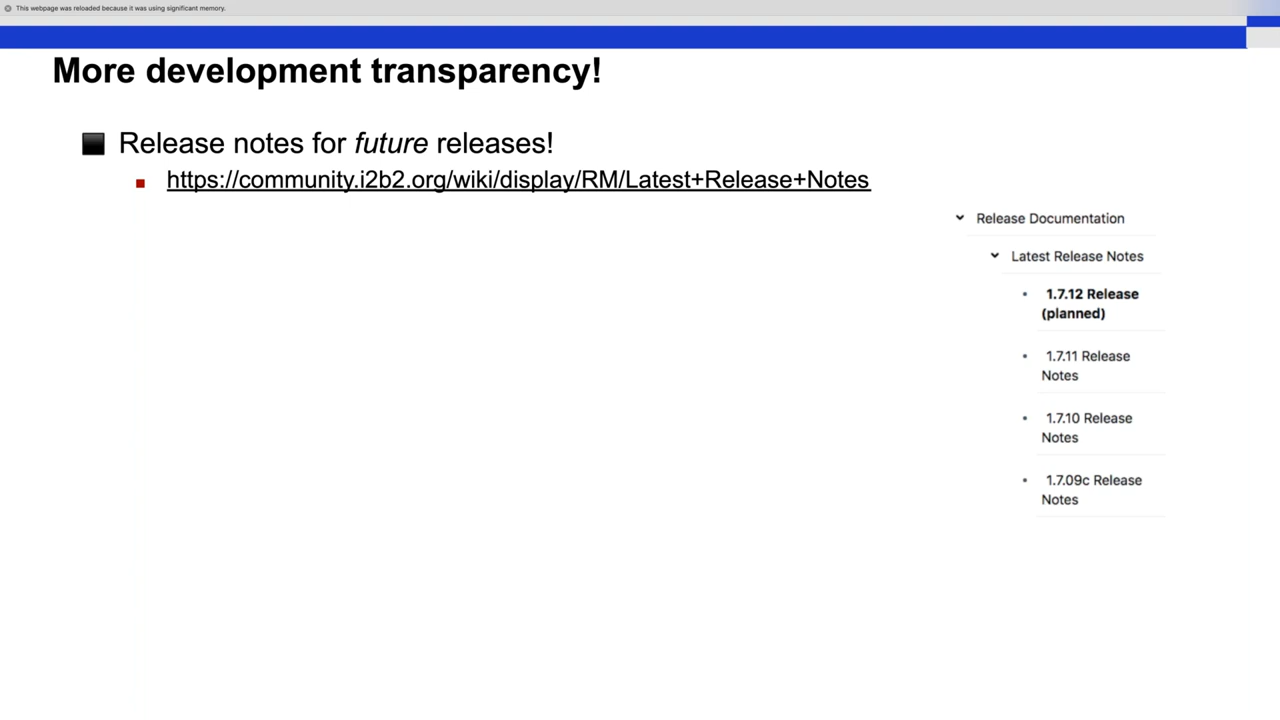 This webpage was reloaded because it was using significant memory.
More development transparency!
Release notes for future releases!
https://community.i2b2.org/wiki/display/RM/Latest+Release+Notes
Release Documentation
Latest Release Notes
1.7.12 Release
(planned)
1.7.11 Release
Notes
1.7.10 Release
Notes
1.7.09c Release
Notes